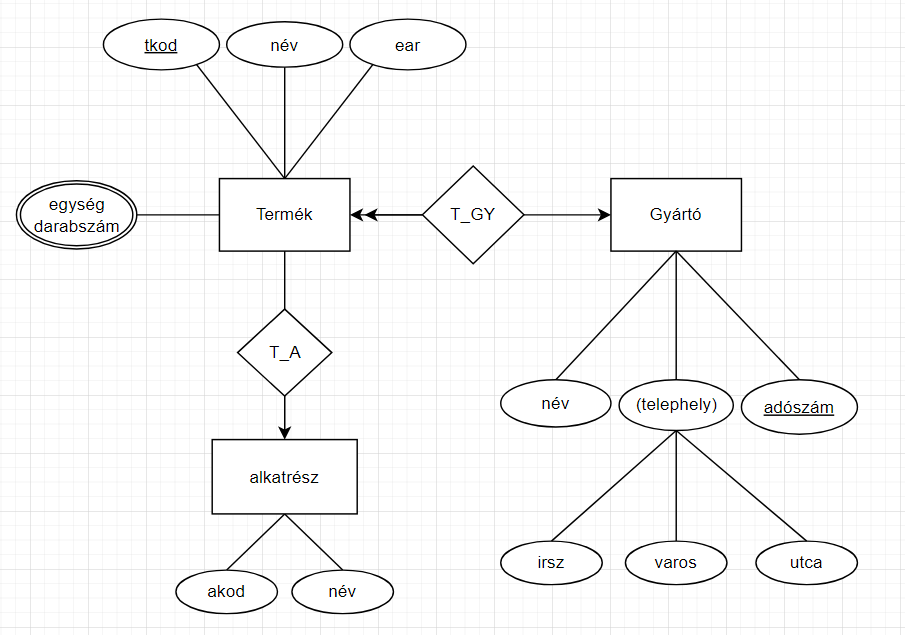 tkod
név
ear
egység
darabszám
Termék
T_GY
Gyártó
T_A
név
(telephely)
adószám
alkatrész
irsz
varos
utca
akod
név